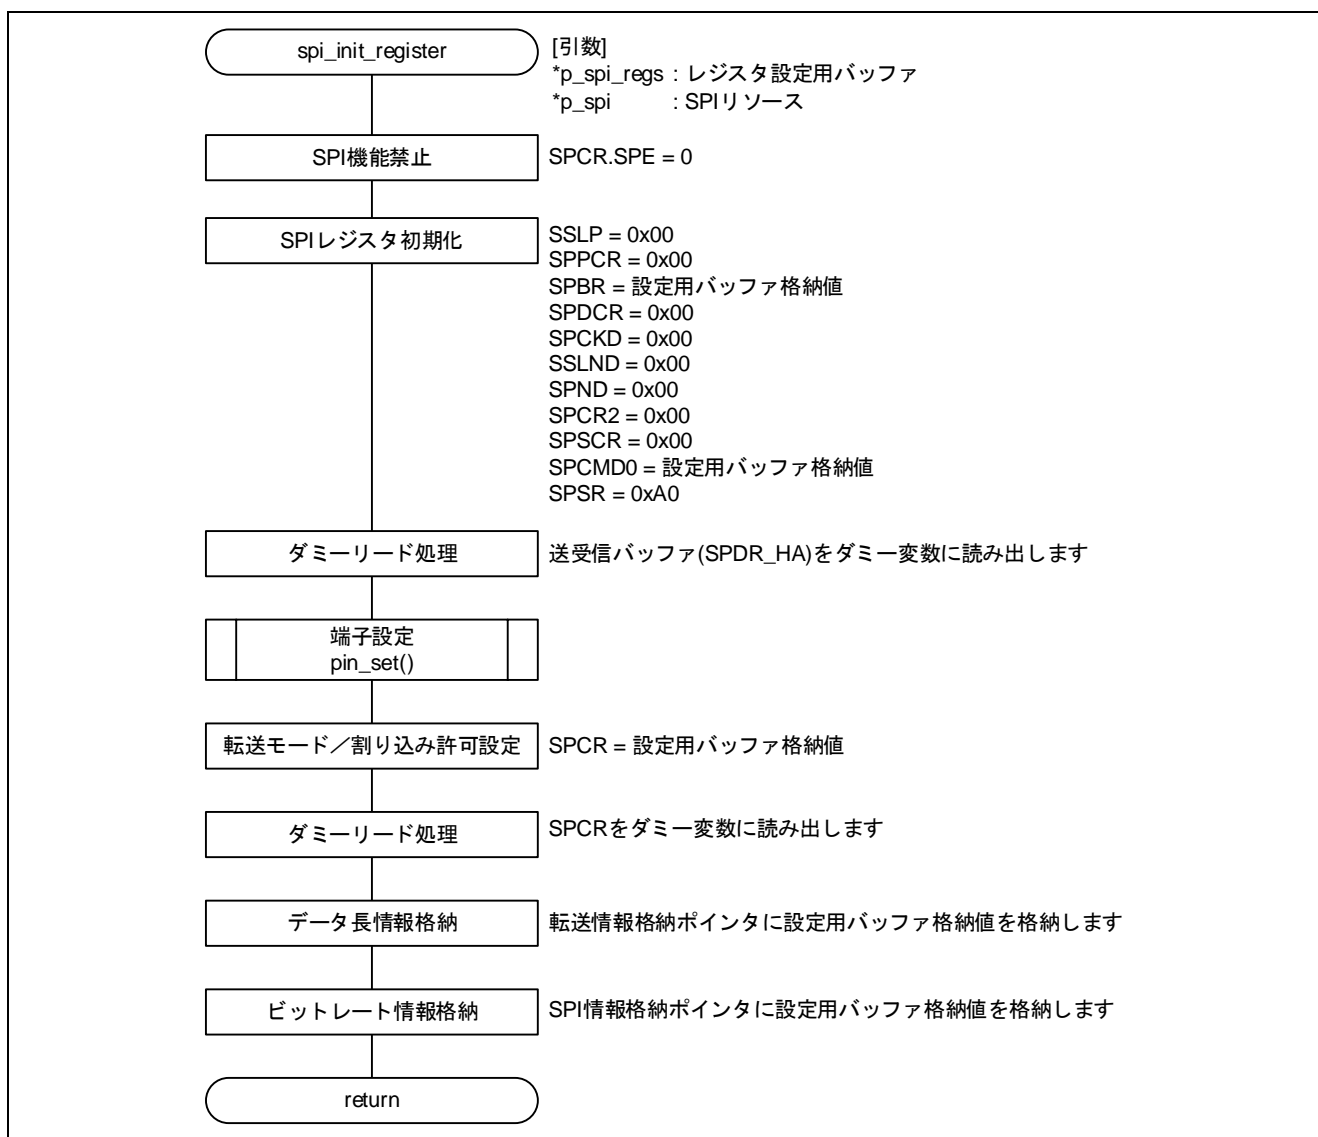 spi_init_register
[引数]
*p_spi_regs : レジスタ設定用バッファ
*p_spi : SPIリソース
SPI機能禁止
SPCR.SPE = 0
SPIレジスタ初期化
SSLP = 0x00
SPPCR = 0x00
SPBR = 設定用バッファ格納値
SPDCR = 0x00
SPCKD = 0x00
SSLND = 0x00
SPND = 0x00
SPCR2 = 0x00
SPSCR = 0x00
SPCMD0 = 設定用バッファ格納値
SPSR = 0xA0
ダミーリード処理
送受信バッファ(SPDR_HA)をダミー変数に読み出します
端子設定
pin_set()
転送モード／割り込み許可設定
SPCR = 設定用バッファ格納値
ダミーリード処理
SPCRをダミー変数に読み出します
データ長情報格納
転送情報格納ポインタに設定用バッファ格納値を格納します
ビットレート情報格納
SPI情報格納ポインタに設定用バッファ格納値を格納します
return